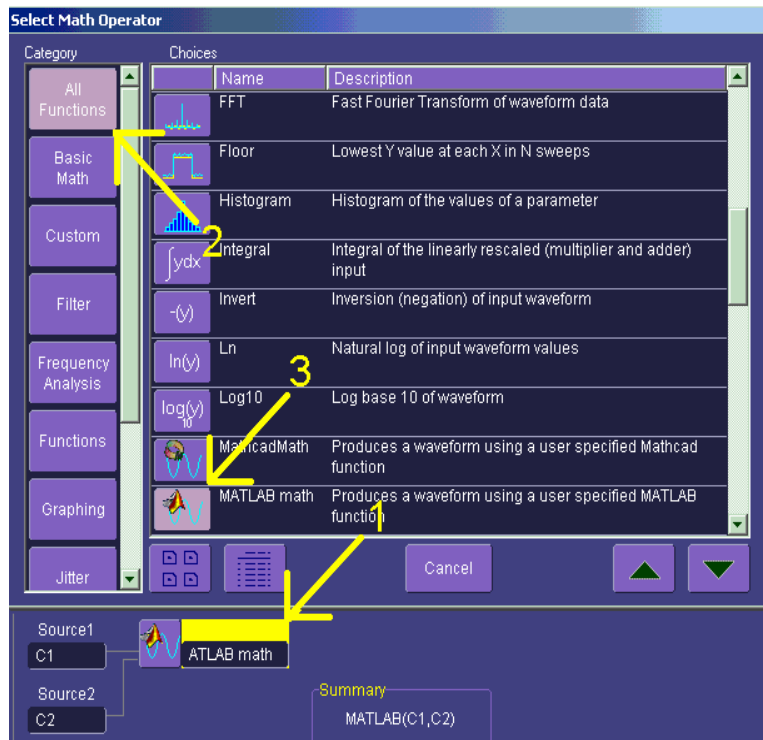 Select Math Operator
Category
Choices
All
Functions
Basic
Math
Custom
Filter
Frequency
Analysis
Functions
Graphing
Jitter
Name Description
FFT Fast Fourier Transform of waveform data
Floor Lowest Y value at each X in N sweeps
Histogram Histogram of the values of a parameter
∫ydx Integral Integral of the linearly rescaled (multiplier and adder)
input
-(y) Invert Inversion (negation) of input waveform
ln(y) Ln Natural log of input waveform values
log(y)
10
Log10 Log base 10 of waveform
MathcadMath Produces a waveform using a user specified Mathcad
function
MATLAB math Produces a waveform using a user specified MATLAB
function
2
3
1
Cancel
Source1
C1
ATLAB math
Source2
C2
Summary
MATLAB(C1,C2)